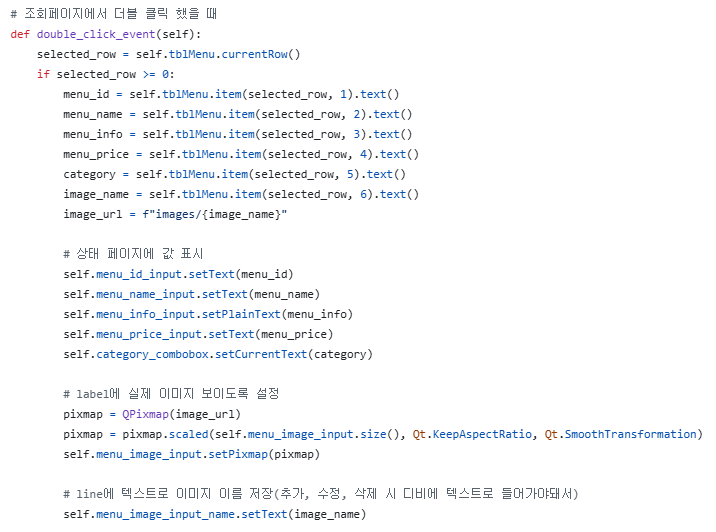 # 조회페이지에서 더블 클릭 했을 때
def double_click_event(self):
    selected_row = self.tblMenu.currentRow()
    if selected_row >= 0:
        menu_id = self.tblMenu.item(selected_row, 1).text()
        menu_name = self.tblMenu.item(selected_row, 2).text()
        menu_info = self.tblMenu.item(selected_row, 3).text()
        menu_price = self.tblMenu.item(selected_row, 4).text()
        category = self.tblMenu.item(selected_row, 5).text()
        image_name = self.tblMenu.item(selected_row, 6).text()
        image_url = f"images/{image_name}"

        # 상태 페이지에 값 표시
        self.menu_id_input.setText(menu_id)
        self.menu_name_input.setText(menu_name)
        self.menu_info_input.setPlainText(menu_info)
        self.menu_price_input.setText(menu_price)
        self.category_combobox.setCurrentText(category)

        # label에 실제 이미지 보이도록 설정
        pixmap = QPixmap(image_url)
        pixmap = pixmap.scaled(self.menu_image_input.size(), Qt.KeepAspectRatio, Qt.SmoothTransformation)
        self.menu_image_input.setPixmap(pixmap)

        # line에 텍스트로 이미지 이름 저장(추가, 수정, 삭제 시 디비에 텍스트로 들어가야돼서)
        self.menu_image_input_name.setText(image_name)